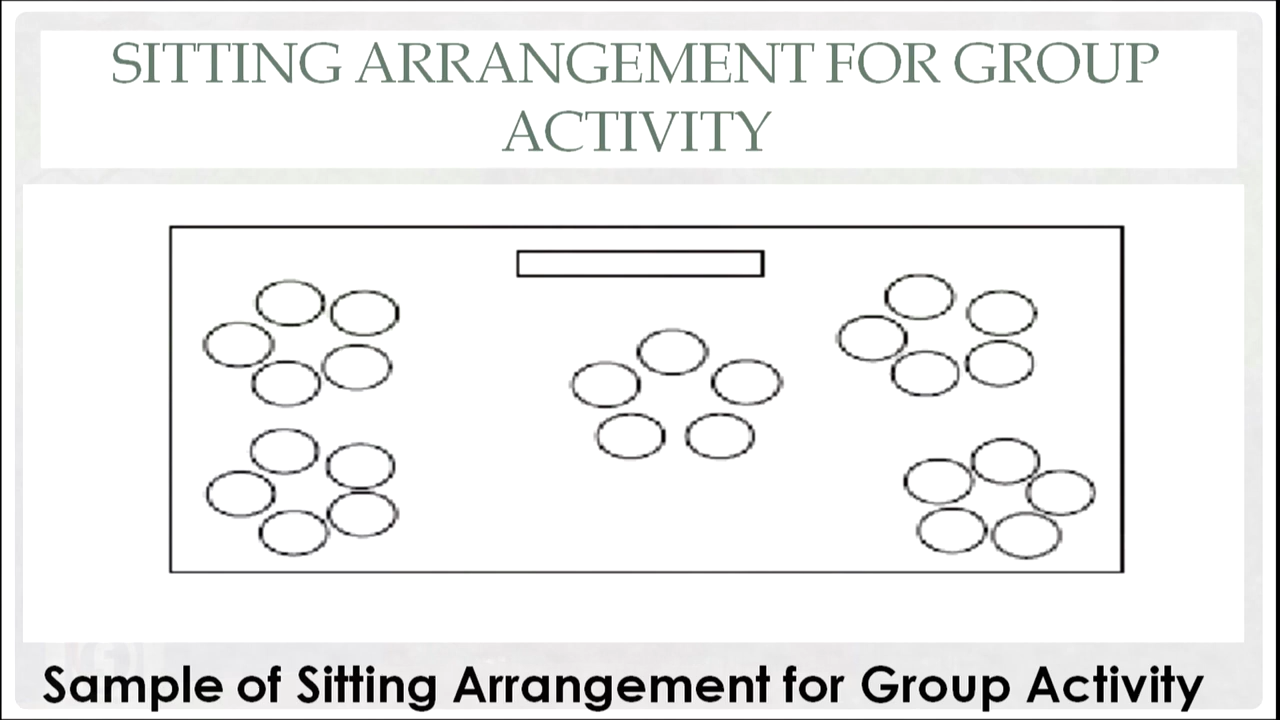 SITTING ARRANGEMENT FOR GROUP
ACTIVITY
Sample of Sitting Arrangement for Group Activity